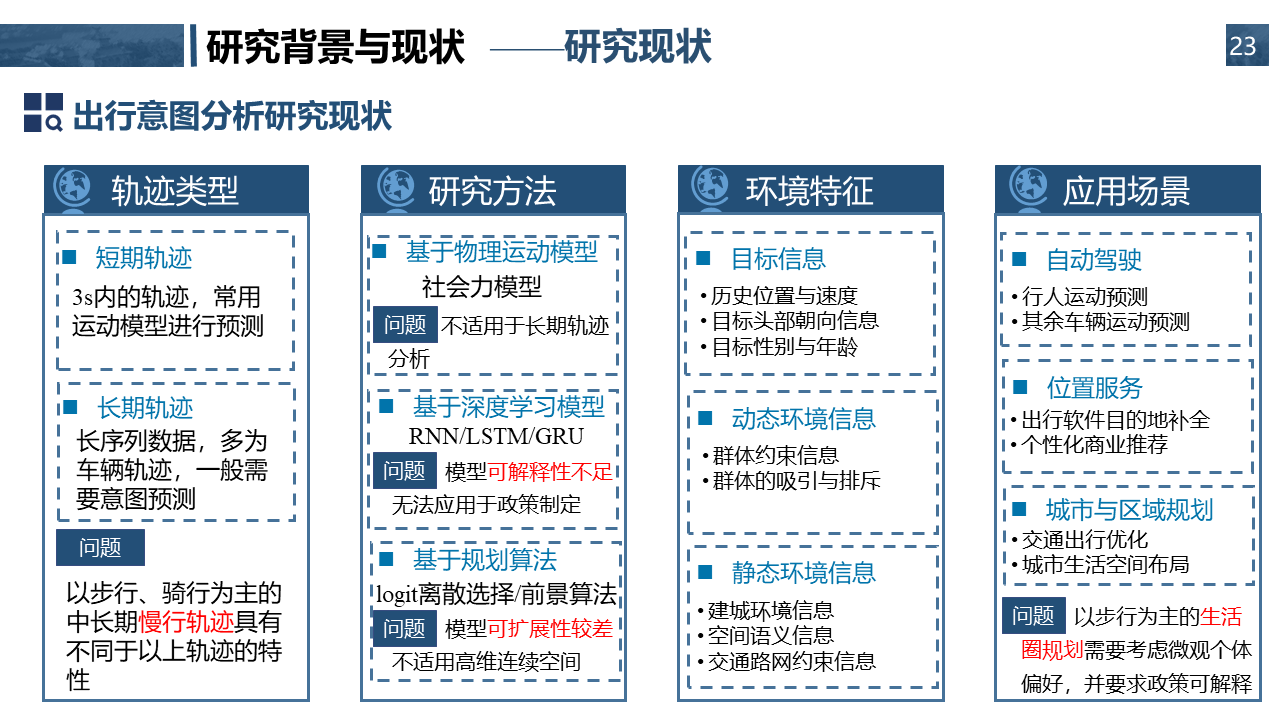 研究背景与现状 ——研究现状
23
出行意图分析研究现状
轨迹类型
短期轨迹
3s内的轨迹，常用
运动模型进行预测
长期轨迹
长序列数据，多为
车辆轨迹，一般需
要意图预测
问题
以步行、骑行为主的
中长期慢行轨迹具有
不同于以上轨迹的特
性
研究方法
基于物理运动模型
社会力模型
问题 不适用于长期轨迹
分析
基于深度学习模型
RNN/LSTM/GRU
问题 模型可解释性不足
无法应用于政策制定
基于规划算法
logit离散选择/前景算法
问题 模型可扩展性较差
不适用高维连续空间
环境特征
目标信息
•历史位置与速度
•目标头部朝向信息
•目标性别与年龄
动态环境信息
•群体约束信息
•群体的吸引与排斥
静态环境信息
•建城环境信息
•空间语义信息
•交通路网约束信息
应用场景
自动驾驶
•行人运动预测
•其余车辆运动预测
位置服务
•出行软件目的地补全
•个性化商业推荐
城市与区域规划
•交通出行优化
•城市生活空间布局
问题 以步行为主的生活
圈规划需要考虑微观个体
偏好，并要求政策可解释